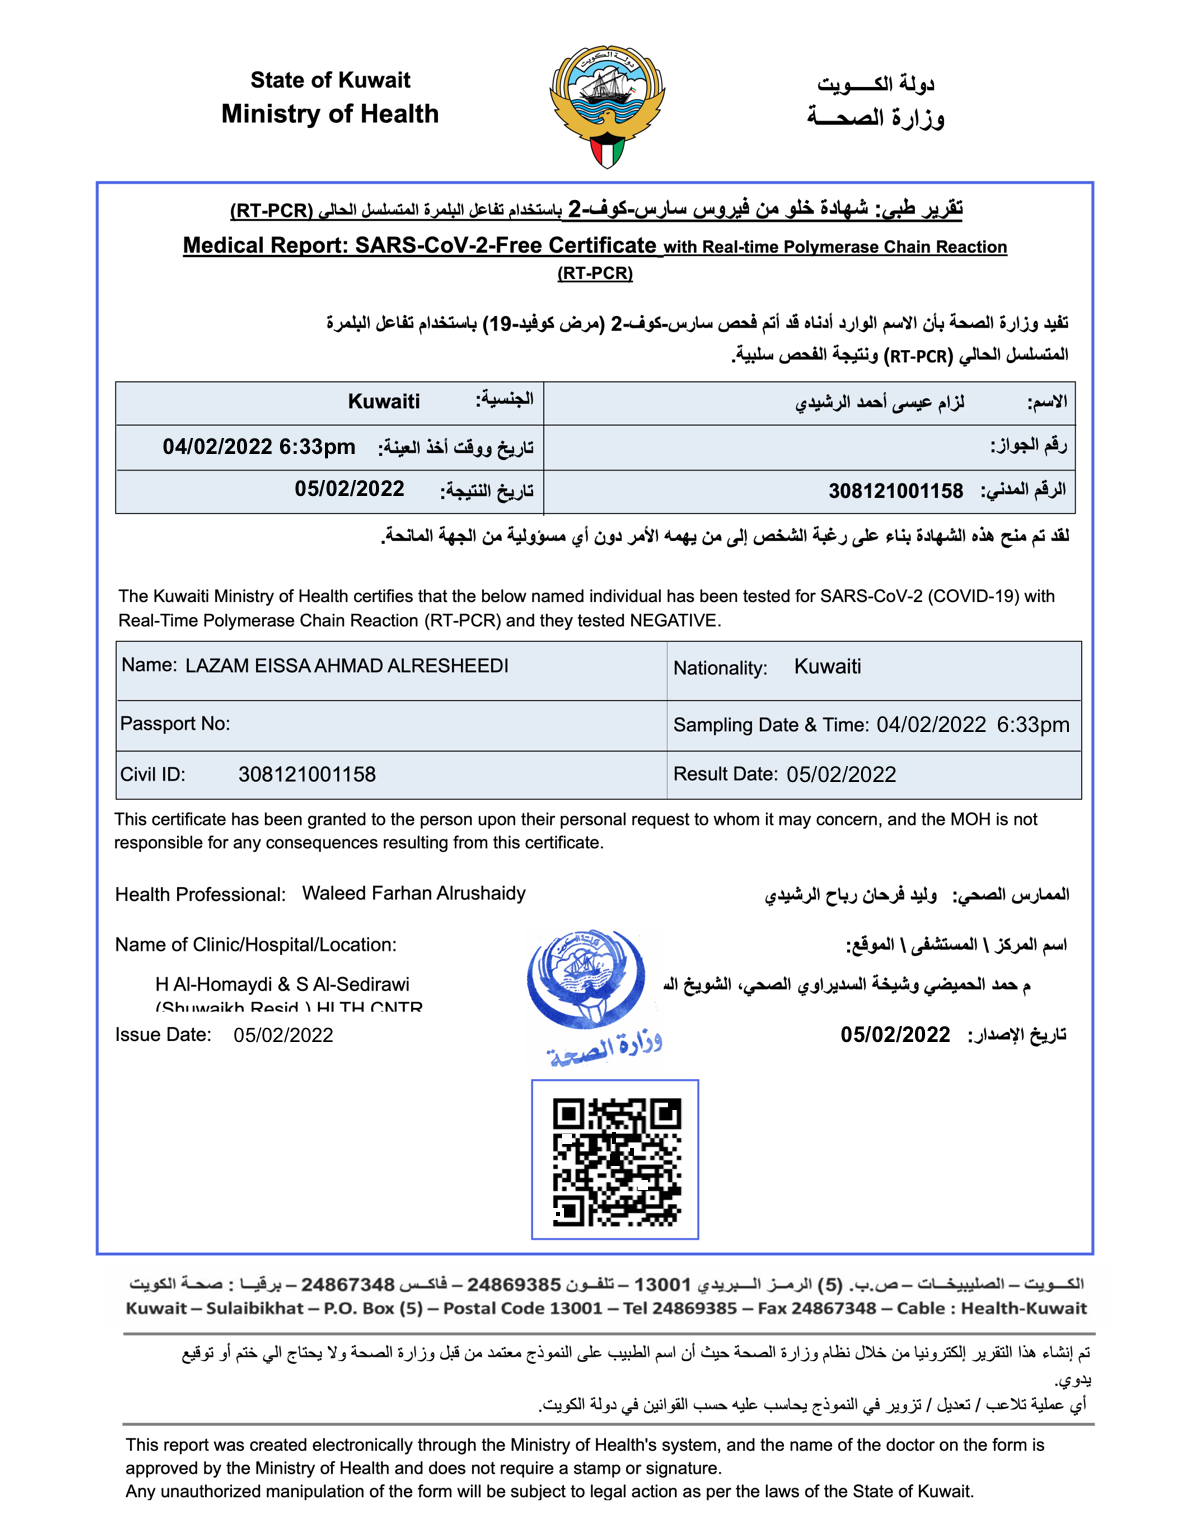 State of Kuwait
Ministry of Health
دولة الكـــويت
وزارة الصحـــة
دولة الكويت
تقرير طبي: شهادة خلو من فيروس سارس-كوف-2 باستخدام تفاعل البلمرة المتسلسل الحالي (RT-PCR)
Medical Report: SARS-CoV-2-Free Certificate with Real-time Polymerase Chain Reaction
(RT-PCR)
تفيد وزارة الصحة بأن الاسم الوارد أدناه قد أتم فحص سارس-كوف-2 (مرض كوفيد-19) باستخدام تفاعل البلمرة
المتسلسل الحالي (RT-PCR) ونتيجة الفحص سلبية.
الاسم: لزام عيسى أحمد الرشيدي
الجنسية: Kuwaiti
رقم الجواز:
تاريخ ووقت أخذ العينة: 04/02/2022 6:33pm
الرقم المدني: 308121001158
تاريخ النتيجة: 05/02/2022
لقد تم منح هذه الشهادة بناء على رغبة الشخص إلى من يهمه الأمر دون أي مسؤولية من الجهة المانحة.
The Kuwaiti Ministry of Health certifies that the below named individual has been tested for SARS-CoV-2 (COVID-19) with
Real-Time Polymerase Chain Reaction (RT-PCR) and they tested NEGATIVE.
Name: LAZAM EISSA AHMAD ALRESHEEDI
Nationality: Kuwaiti
Passport No:
Sampling Date & Time: 04/02/2022 6:33pm
Civil ID: 308121001158
Result Date: 05/02/2022
This certificate has been granted to the person upon their personal request to whom it may concern, and the MOH is not
responsible for any consequences resulting from this certificate.
Health Professional: Waleed Farhan Alrushaidy
الممارس الصحي: وليد فرحان رباح الرشيدي
Name of Clinic/Hospital/Location:
اسم المركز \ المستشفى \ الموقع:
H Al-Homaydi & S Al-Sedirawi
(Shuwaikh Resid.) HLTH CNTR
م حمد الحميضي وشيخة السديراوي الصحي، الشويخ
Issue Date: 05/02/2022
تاريخ الإصدار: 05/02/2022
وزارة الصحة
الكـــويت – الصليبيخـات – ص.ب. (5) الرمـز الـــبريدي 13001 – تلفـــون 24869385 – فاكـس 24867348 – برقيـا : صحـة الكويت
Kuwait – Sulaibikhat – P.O. Box (5) – Postal Code 13001 – Tel 24869385 – Fax 24867348 – Cable : Health-Kuwait
تم إنشاء هذا التقرير إلكترونيا من خلال نظام وزارة الصحة حيث أن اسم الطبيب على النموذج معتمد من قبل وزارة الصحة ولا يحتاج الي ختم أو توقيع
يدوي.
أي عملية تلاعب / تعديل / تزوير في النموذج يحاسب عليه حسب القوانين في دولة الكويت.
This report was created electronically through the Ministry of Health's system, and the name of the doctor on the form is
approved by the Ministry of Health and does not require a stamp or signature.
Any unauthorized manipulation of the form will be subject to legal action as per the laws of the State of Kuwait.